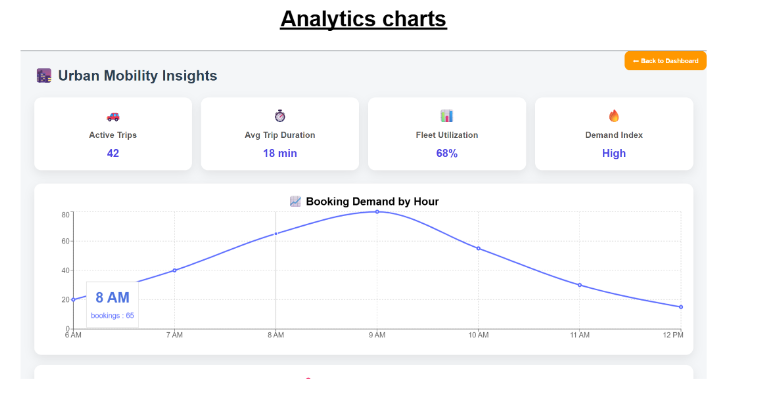 Analytics charts
← Back to Dashboard
Urban Mobility Insights
Active Trips
42
Avg Trip Duration
18 min
Fleet Utilization
68%
Demand Index
High
Booking Demand by Hour
80
60
40
20
0
8 AM
bookings : 65
6 AM 7 AM 8 AM 9 AM 10 AM 11 AM 12 PM